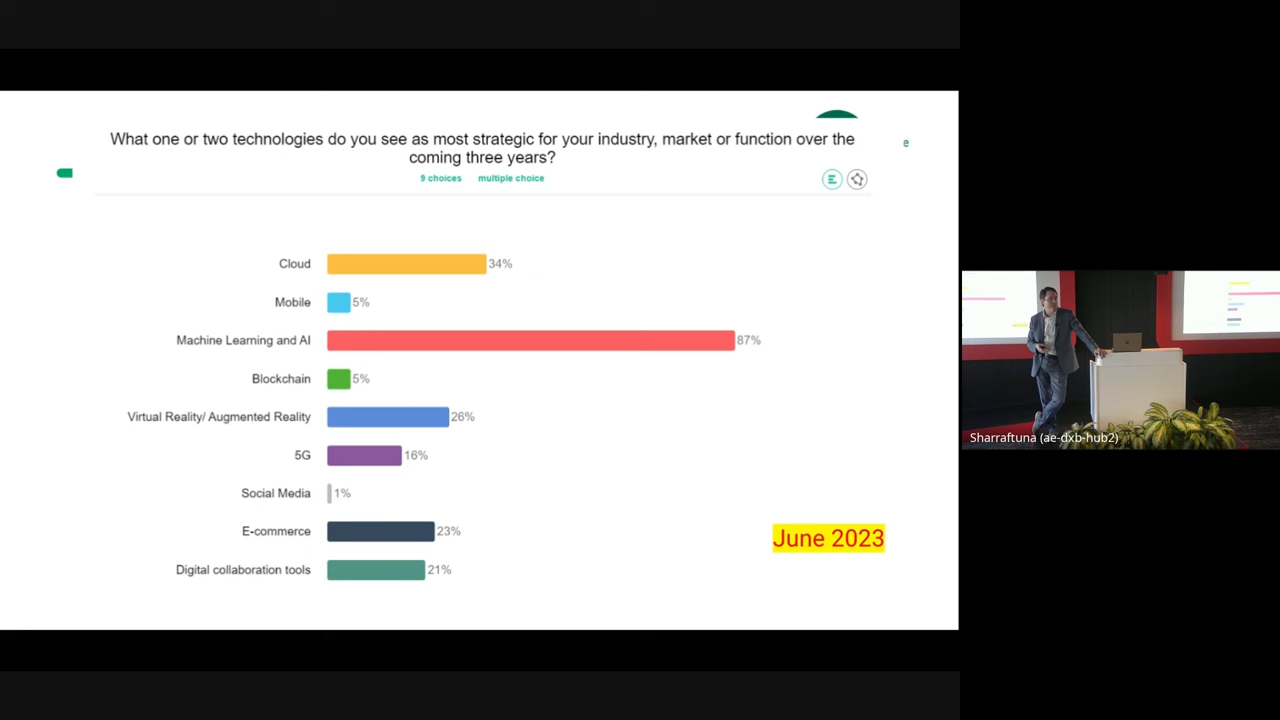 What one or two technologies do you see as most strategic for your industry, market or function over the
coming three years?
e
9 choices multiple choice
Cloud 34%
Mobile 5%
Machine Learning and AI 87%
Blockchain 5%
Virtual Reality/ Augmented Reality 26%
5G 16%
Social Media 1%
E-commerce 23%
Digital collaboration tools 21%
June 2023
Sharraftuna (ae-dxb-hub2)